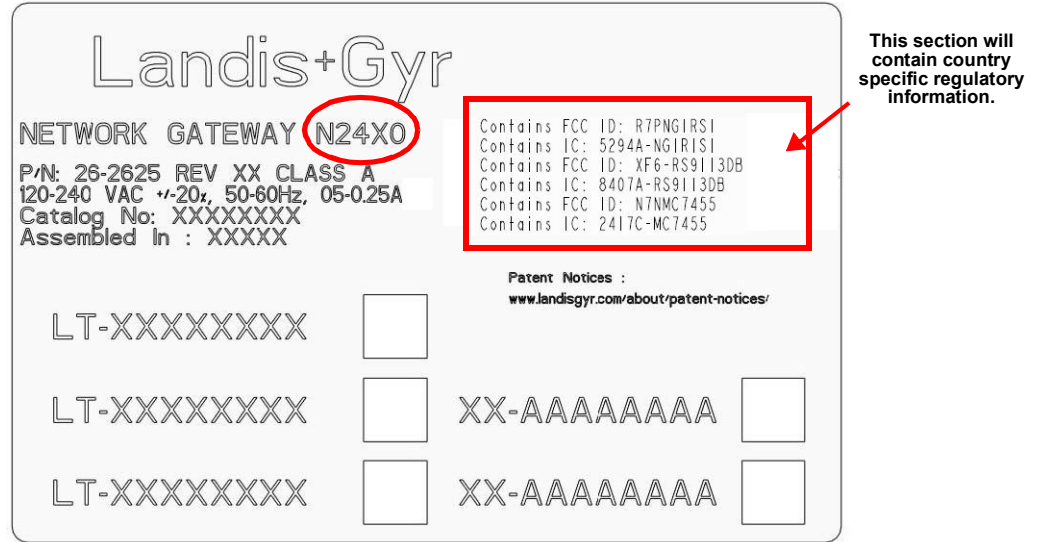 Landis+Gyr
This section will
contain country
specific regulatory
information.
NETWORK GATEWAY N24X0
P/N: 26-2625 REV XX CLASS A
120-240 VAC +/-20%, 50-60Hz, 05-0.25A
Catalog No: XXXXXXXX
Assembled In : XXXXX
Contains FCC ID: R7PNG1RS1
Contains IC: 5294A-NG1R1S1
Contains FCC ID: XF6-RS9113DB
Contains IC: 8407A-RS9113DB
Contains FCC ID: N7NMC7455
Contains IC: 2417C-MC7455
Patent Notices :
www.landisgyr.com/about/patent-notices/
LT-XXXXXXXX
LT-XXXXXXXX
XX-AAAAAAAA
LT-XXXXXXXX
XX-AAAAAAAA